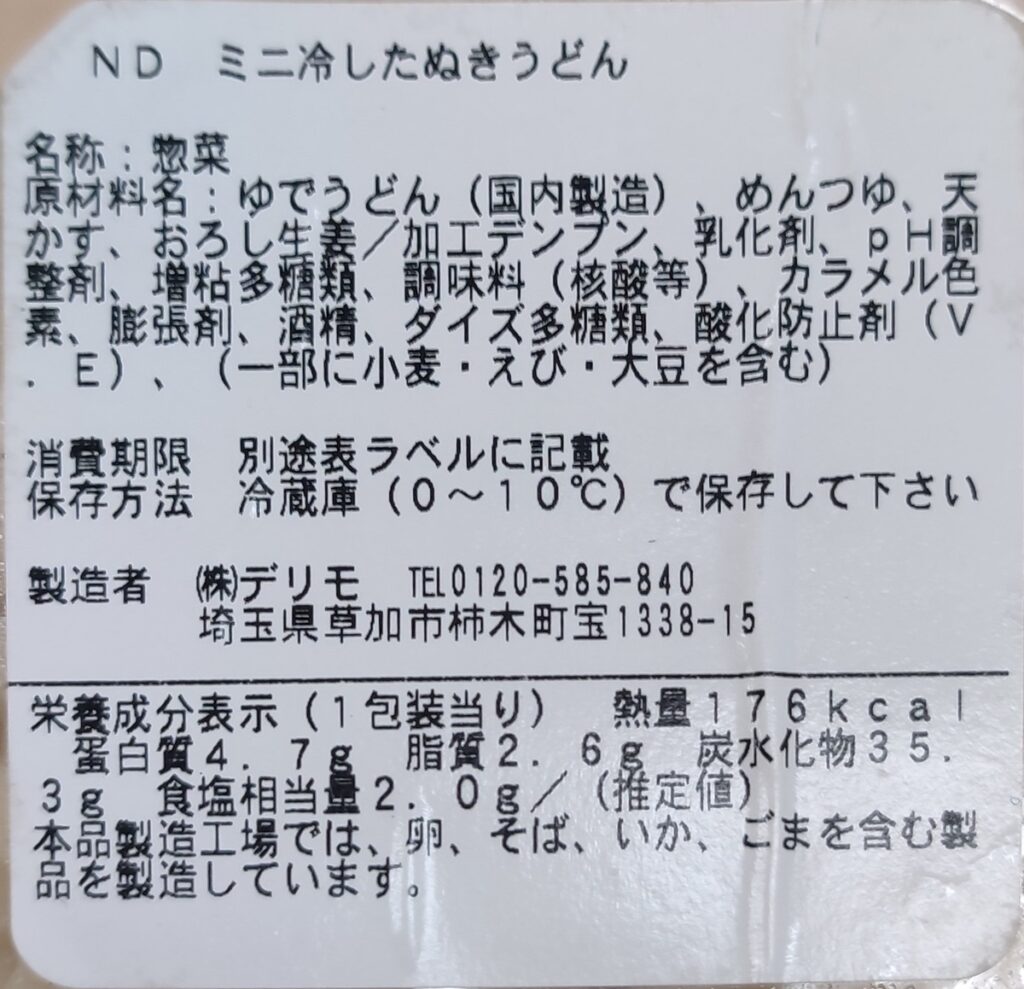 ND ミニ冷したぬきうどん
名称：惣菜
原材料名：ゆでうどん（国内製造）、めんつゆ、天
かす、おろし生姜／加工デンプン、乳化剤、pH調
整剤、増粘多糖類、調味料（核酸等）、カラメル色
素、膨張剤、酒精、ダイズ多糖類、酸化防止剤（V
．E）、（一部に小麦・えび・大豆を含む）
消費期限 別途表ラベルに記載
保存方法 冷蔵庫（0～10℃）で保存して下さい
製造者 ㈱デリモ TEL0120-585-840
埼玉県草加市柿木町宝1338-15
栄養成分表示（1包装当り） 熱量176kcal
蛋白質4．7g 脂質2．6g 炭水化物35．
3g 食塩相当量2．0g／（推定値）
本品製造工場では、卵、そば、いか、ごまを含む製
品を製造しています。